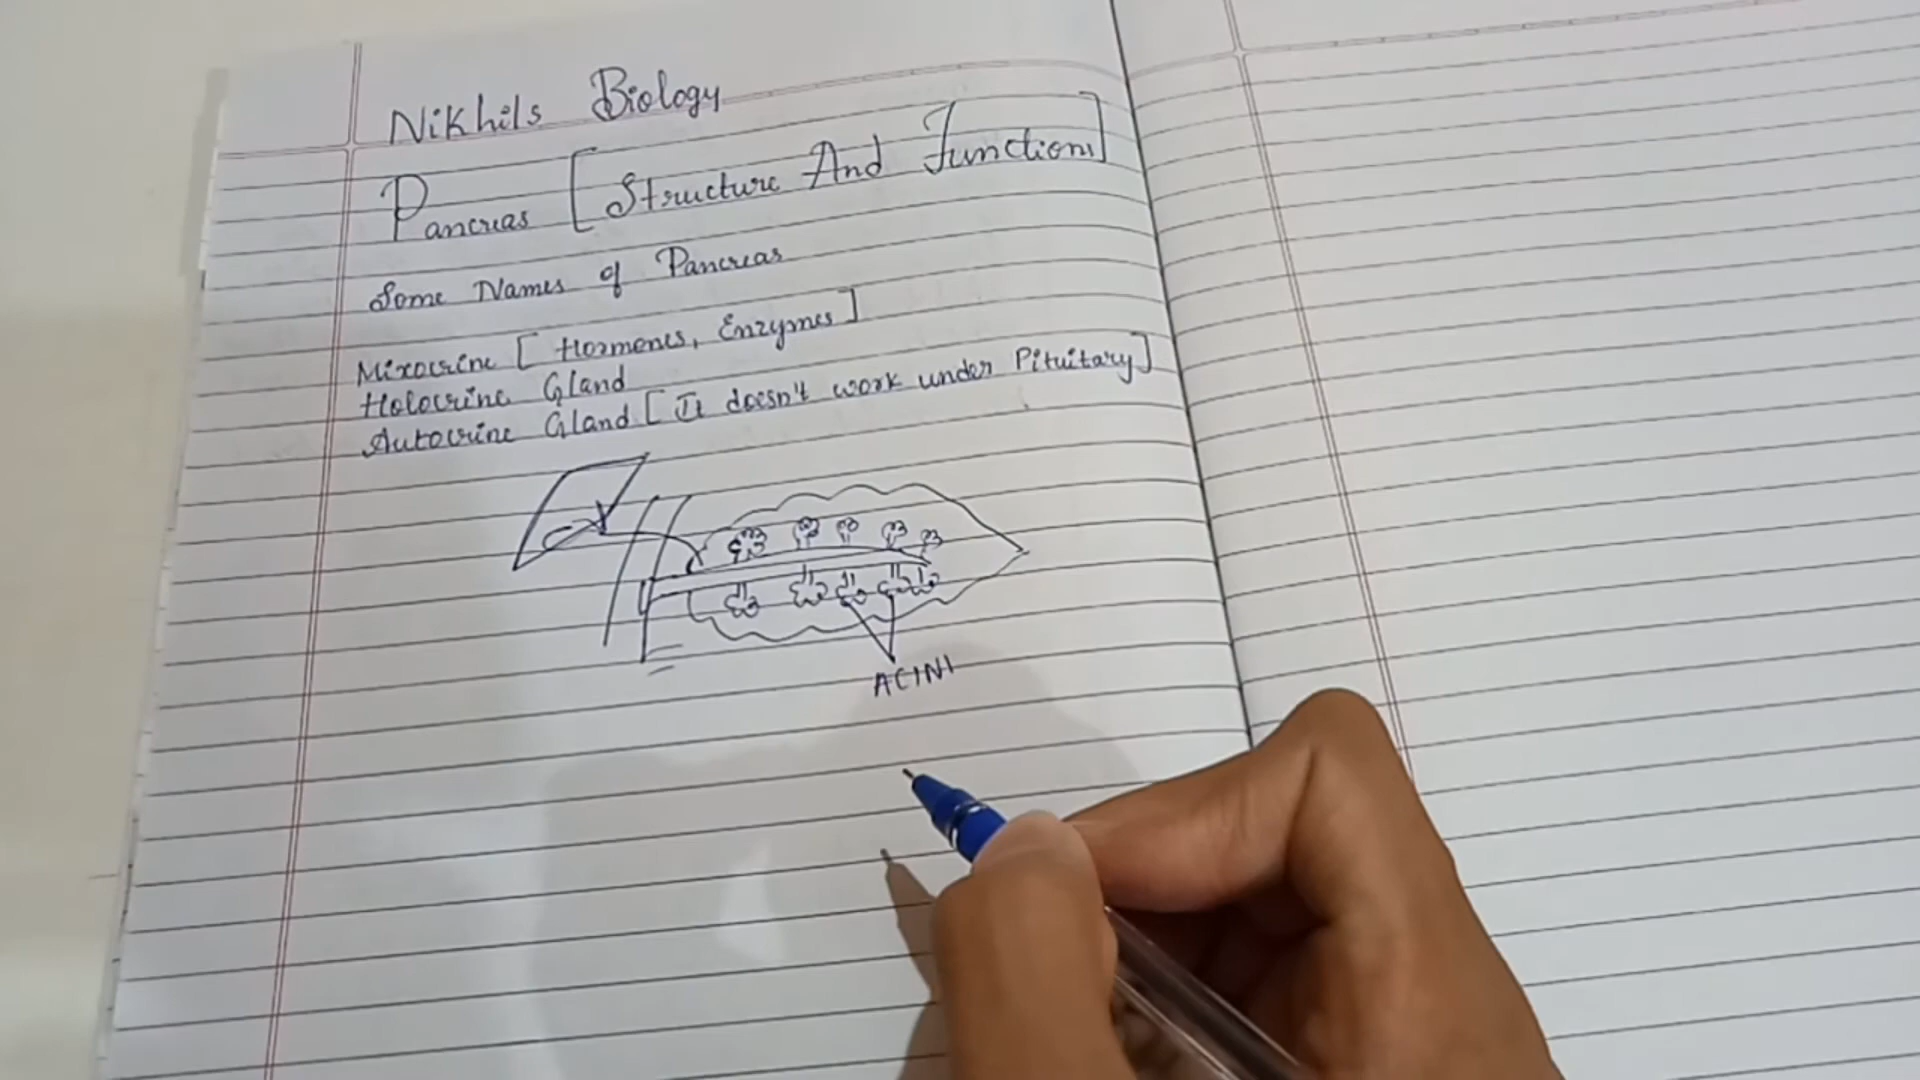 Nikhils Biology
Pancreas [Structure And Function]
Some Names of Pancreas
Mixocrine [Hormones, Enzymes]
Holocrine Gland
Autocrine Gland [It doesn't work under Pituitary]
ACINI